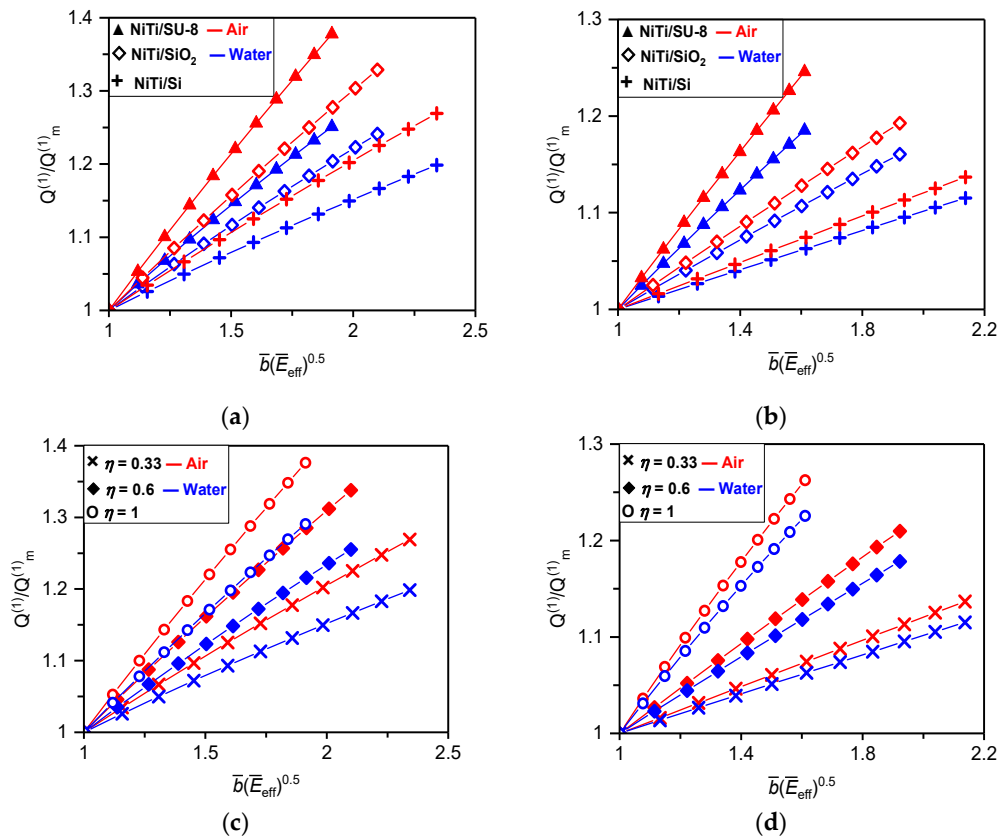 1.4
NiTi/SU-8 Air
NiTi/SiO₂ Water
NiTi/Si
1.3
1.2
1.1
1
Q⁽¹⁾/Q⁽¹⁾ₘ
1 1.5 2 2.5
b̅(E̅eff)⁰·⁵
(a)
1.3
NiTi/SU-8 Air
NiTi/SiO₂ Water
NiTi/Si
1.2
1.1
1
Q⁽¹⁾/Q⁽¹⁾ₘ
1 1.4 1.8 2.2
b̅(E̅eff)⁰·⁵
(b)
1.4
η = 0.33 Air
η = 0.6 Water
η = 1
1.3
1.2
1.1
1
Q⁽¹⁾/Q⁽¹⁾ₘ
1 1.5 2 2.5
b̅(E̅eff)⁰·⁵
(c)
1.3
η = 0.33 Air
η = 0.6 Water
η = 1
1.2
1.1
1
Q⁽¹⁾/Q⁽¹⁾ₘ
1 1.4 1.8 2.2
b̅(E̅eff)⁰·⁵
(d)